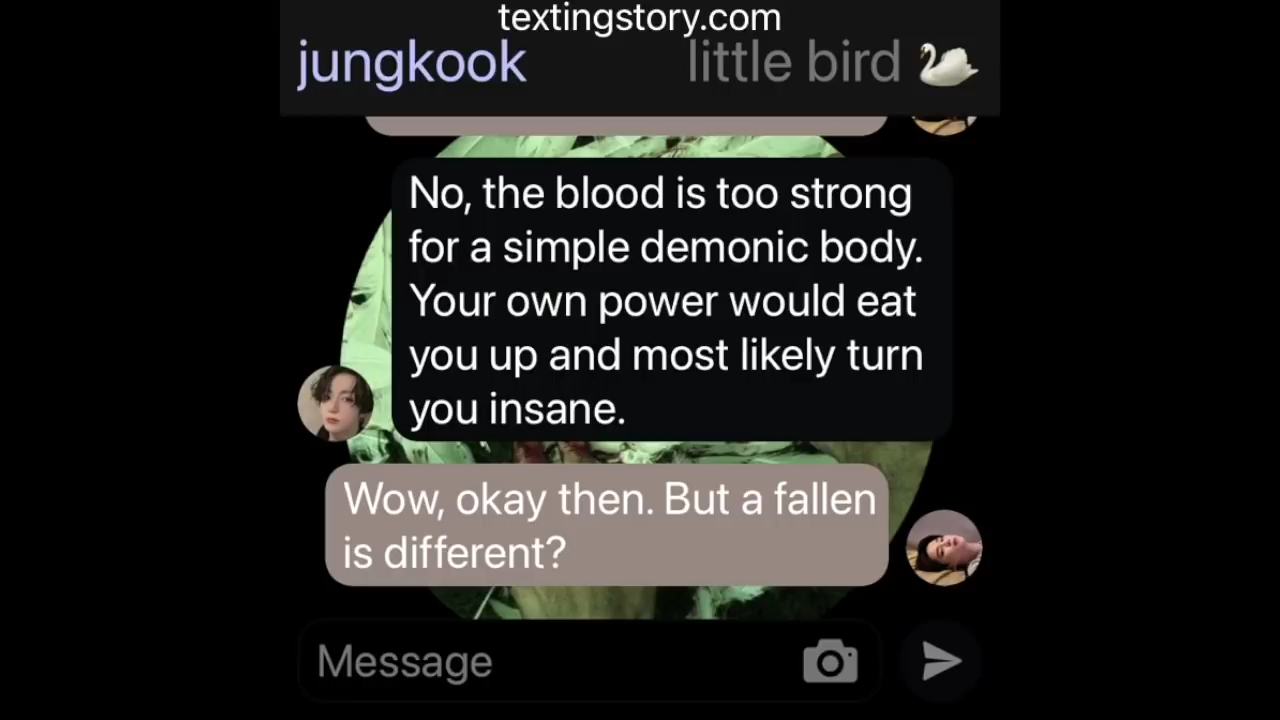 textingstory.com
jungkook little bird 🦢
No, the blood is too strong
for a simple demonic body.
Your own power would eat
you up and most likely turn
you insane.
Wow, okay then. But a fallen
is different?
Message